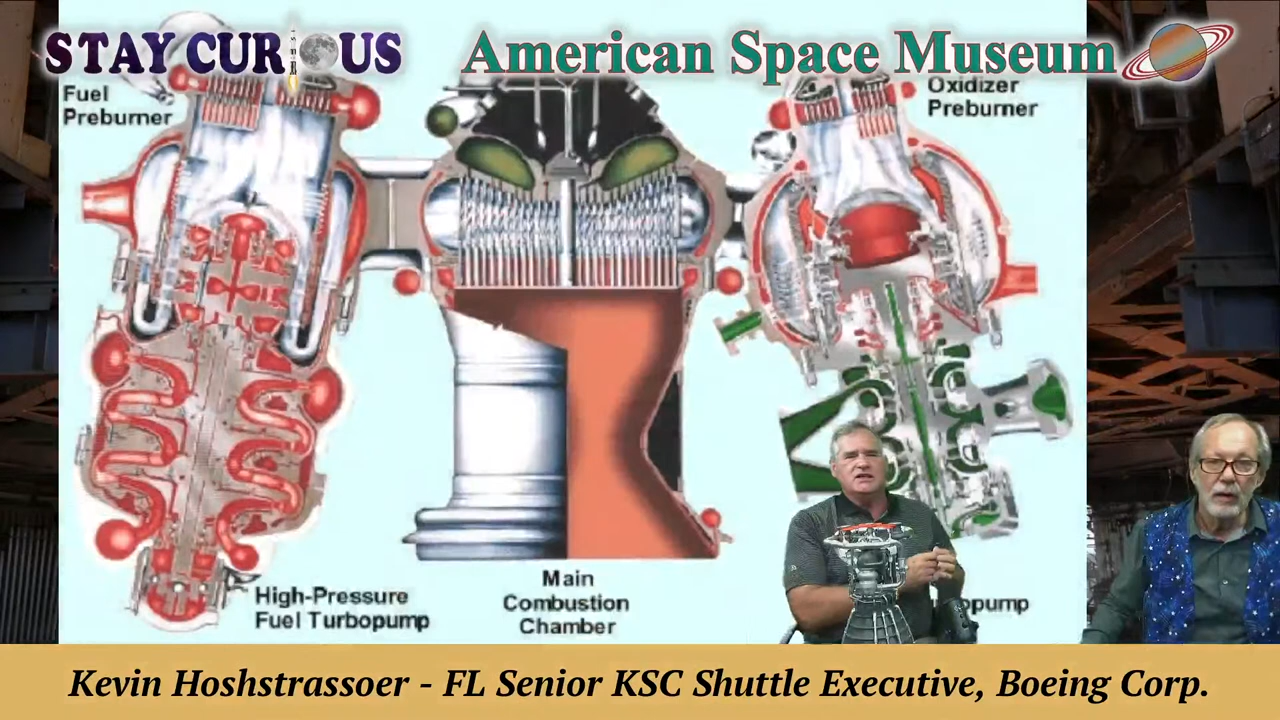 STAY CURIOUS
American Space Museum
Fuel
Preburner
Oxidizer
Preburner
High-Pressure
Fuel Turbopump
Main
Combustion
Chamber
Kevin Hoshstrassoer - FL Senior KSC Shuttle Executive, Boeing Corp.